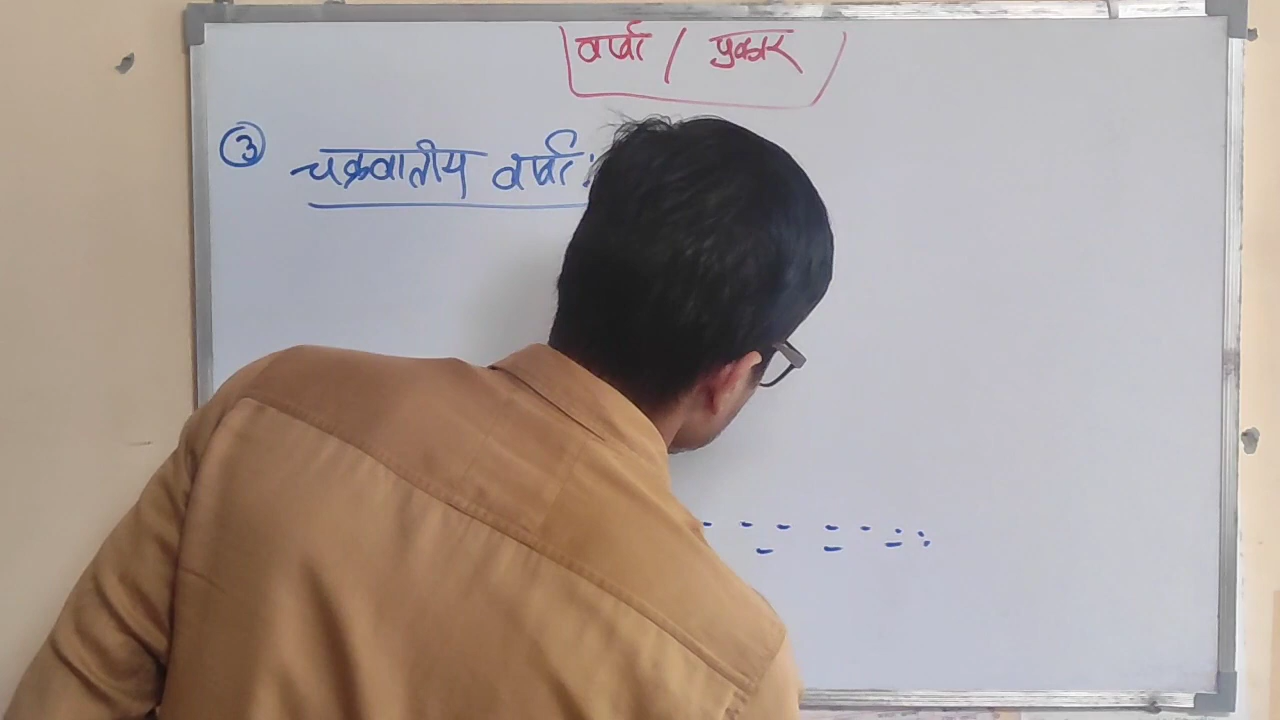 वर्षा / प्रकार
③ चक्रवातीय वर्षा :